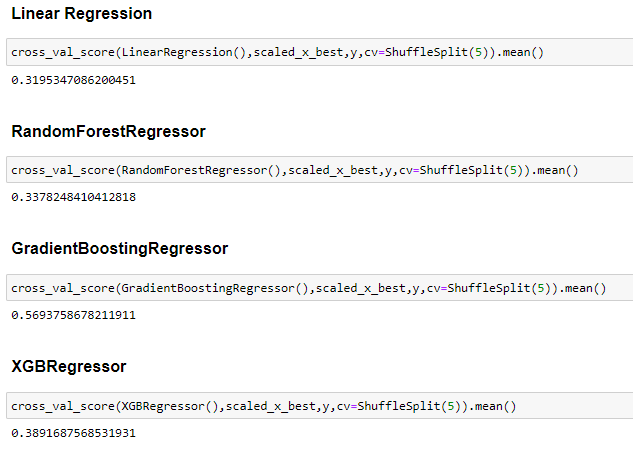 Linear Regression
cross_val_score(LinearRegression(),scaled_x_best,y,cv=ShuffleSplit(5)).mean()
0.3195347086200451
RandomForestRegressor
cross_val_score(RandomForestRegressor(),scaled_x_best,y,cv=ShuffleSplit(5)).mean()
0.3378248410412818
GradientBoostingRegressor
cross_val_score(GradientBoostingRegressor(),scaled_x_best,y,cv=ShuffleSplit(5)).mean()
0.5693758678211911
XGBRegressor
cross_val_score(XGBRegressor(),scaled_x_best,y,cv=ShuffleSplit(5)).mean()
0.3891687568531931